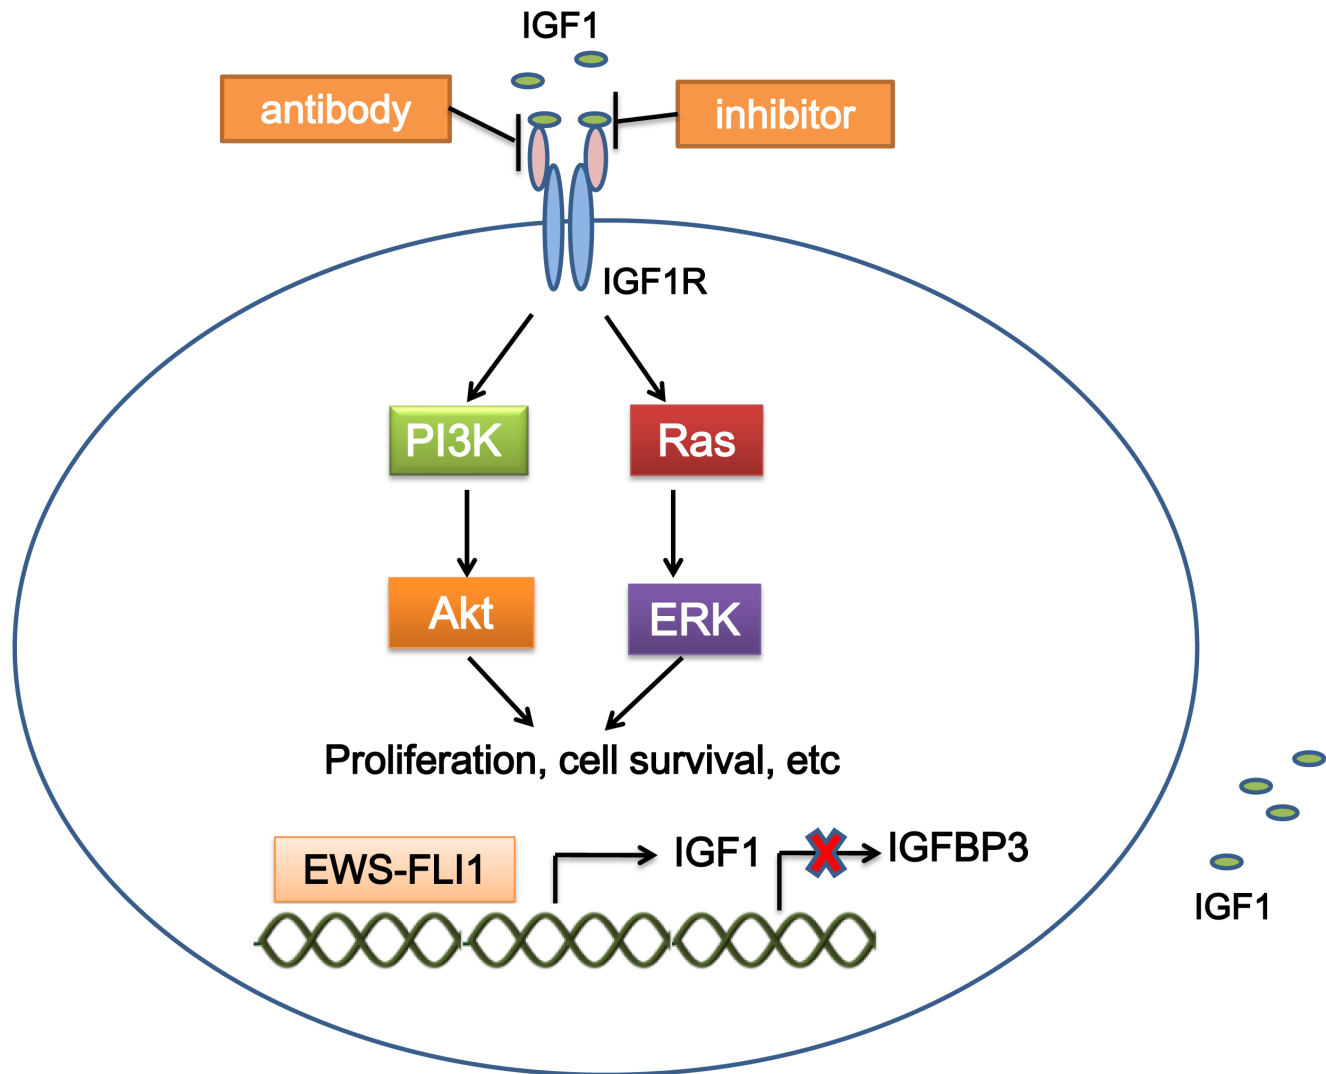 IGF1
antibody
inhibitor
IGF1R
PI3K
Ras
Akt
ERK
Proliferation, cell survival, etc
EWS-FLI1
IGF1
IGFBP3
IGF1